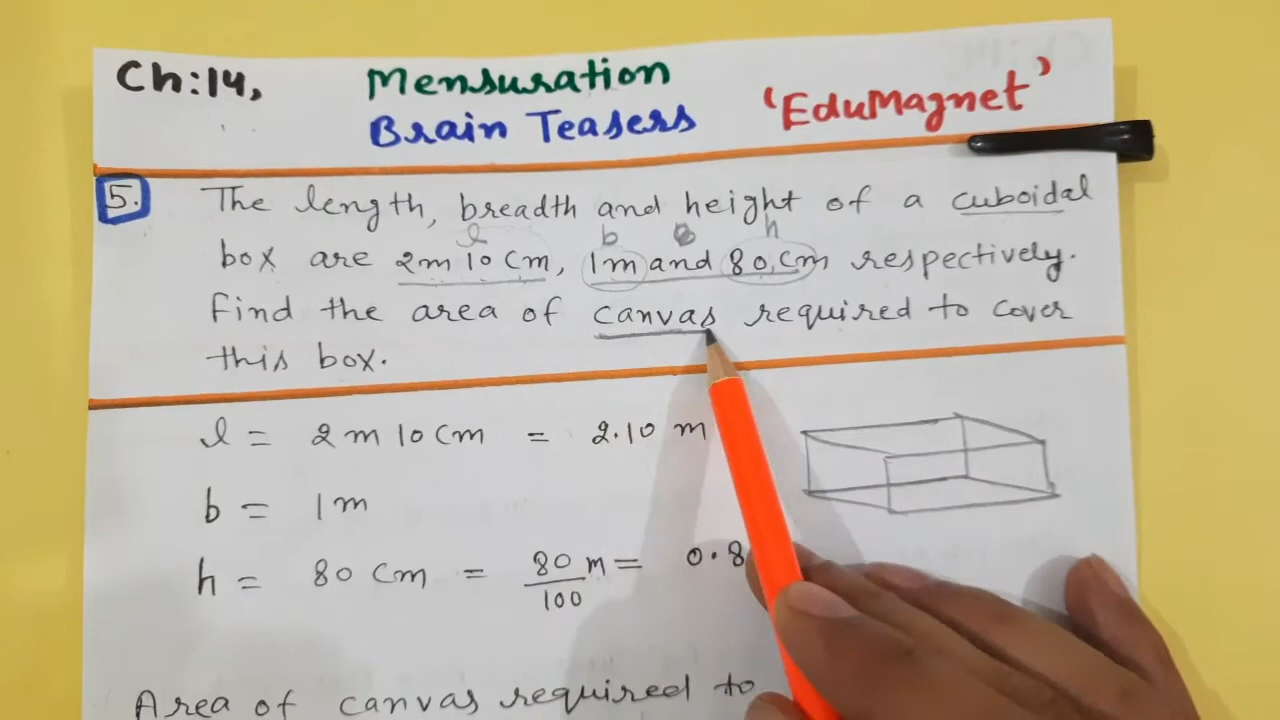 Ch:14, Mensuration
Brain Teasers 'EduMagnet'
5. The length, breadth and height of a cuboidal
l b h
box are 2m 10 cm, 1m and 80 cm respectively.
Find the area of canvas required to cover
this box.
l = 2 m 10 cm = 2.10 m
b = 1 m
h = 80 cm = 80/100 m = 0.8
Area of canvas required to